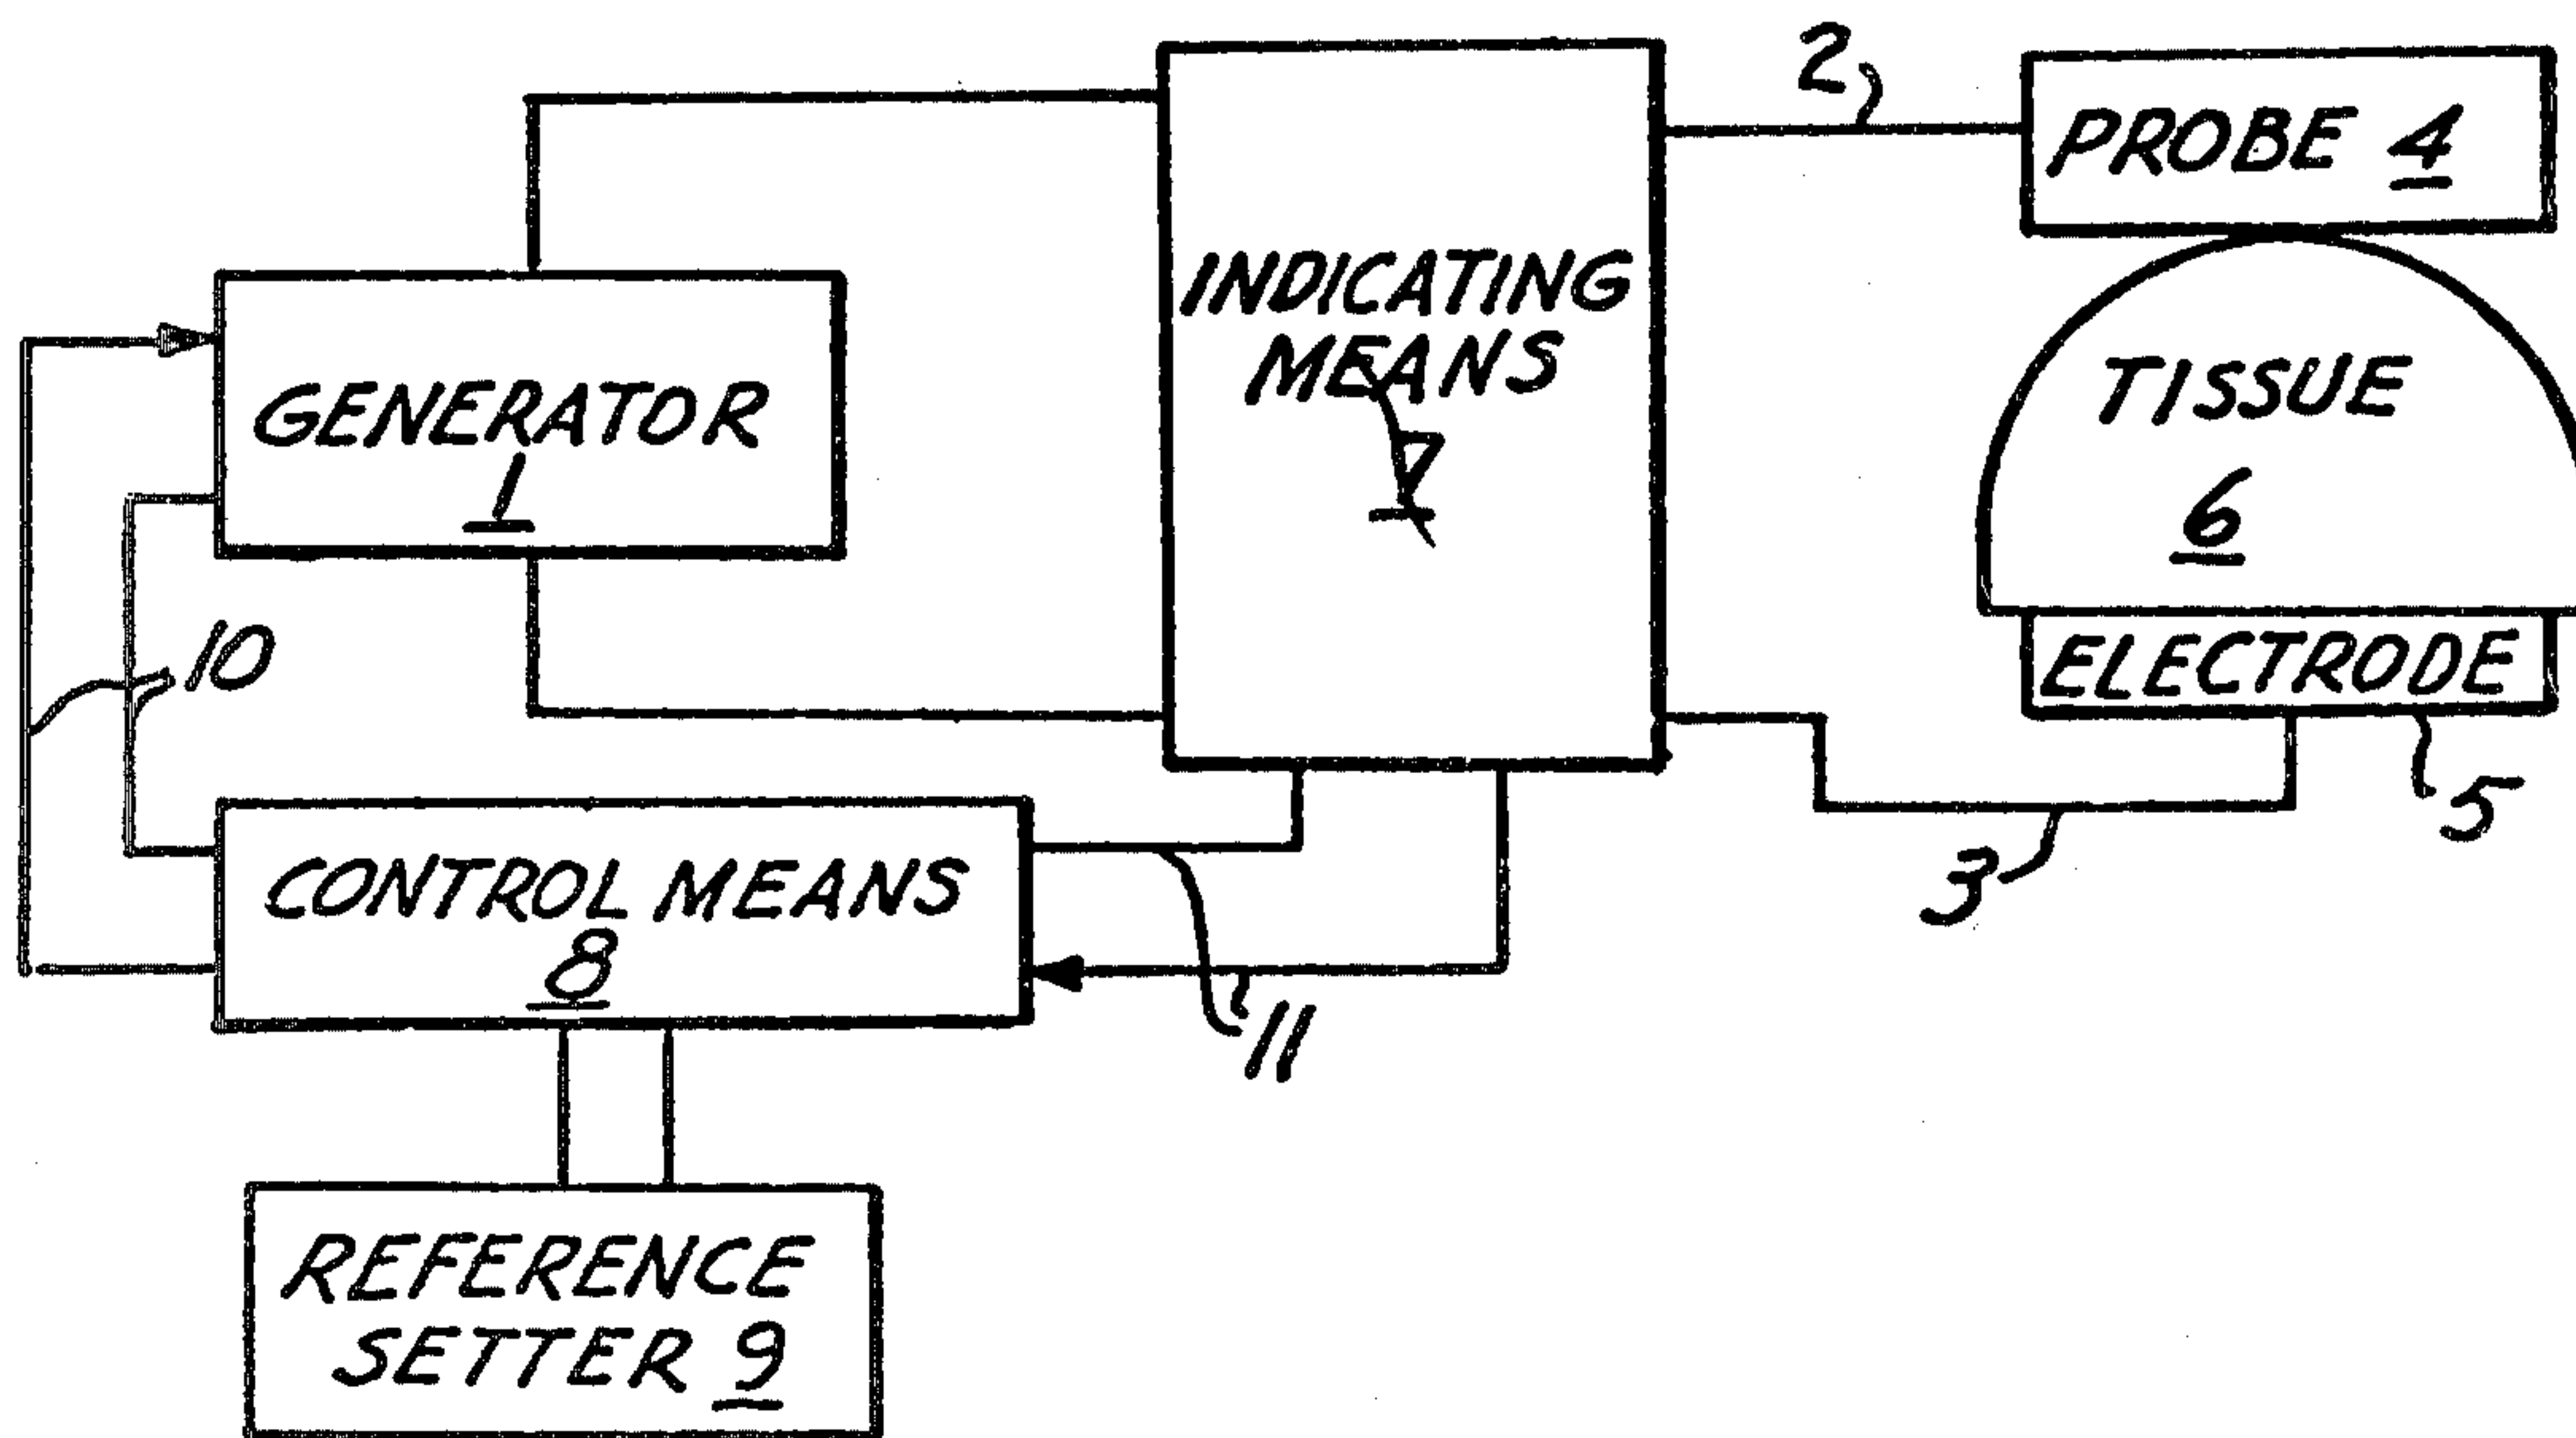 2
PROBE 4
INDICATING
MEANS
7
GENERATOR
1
TISSUE
6
10
ELECTRODE
5
3
CONTROL MEANS
8
11
REFERENCE
SETTER 9